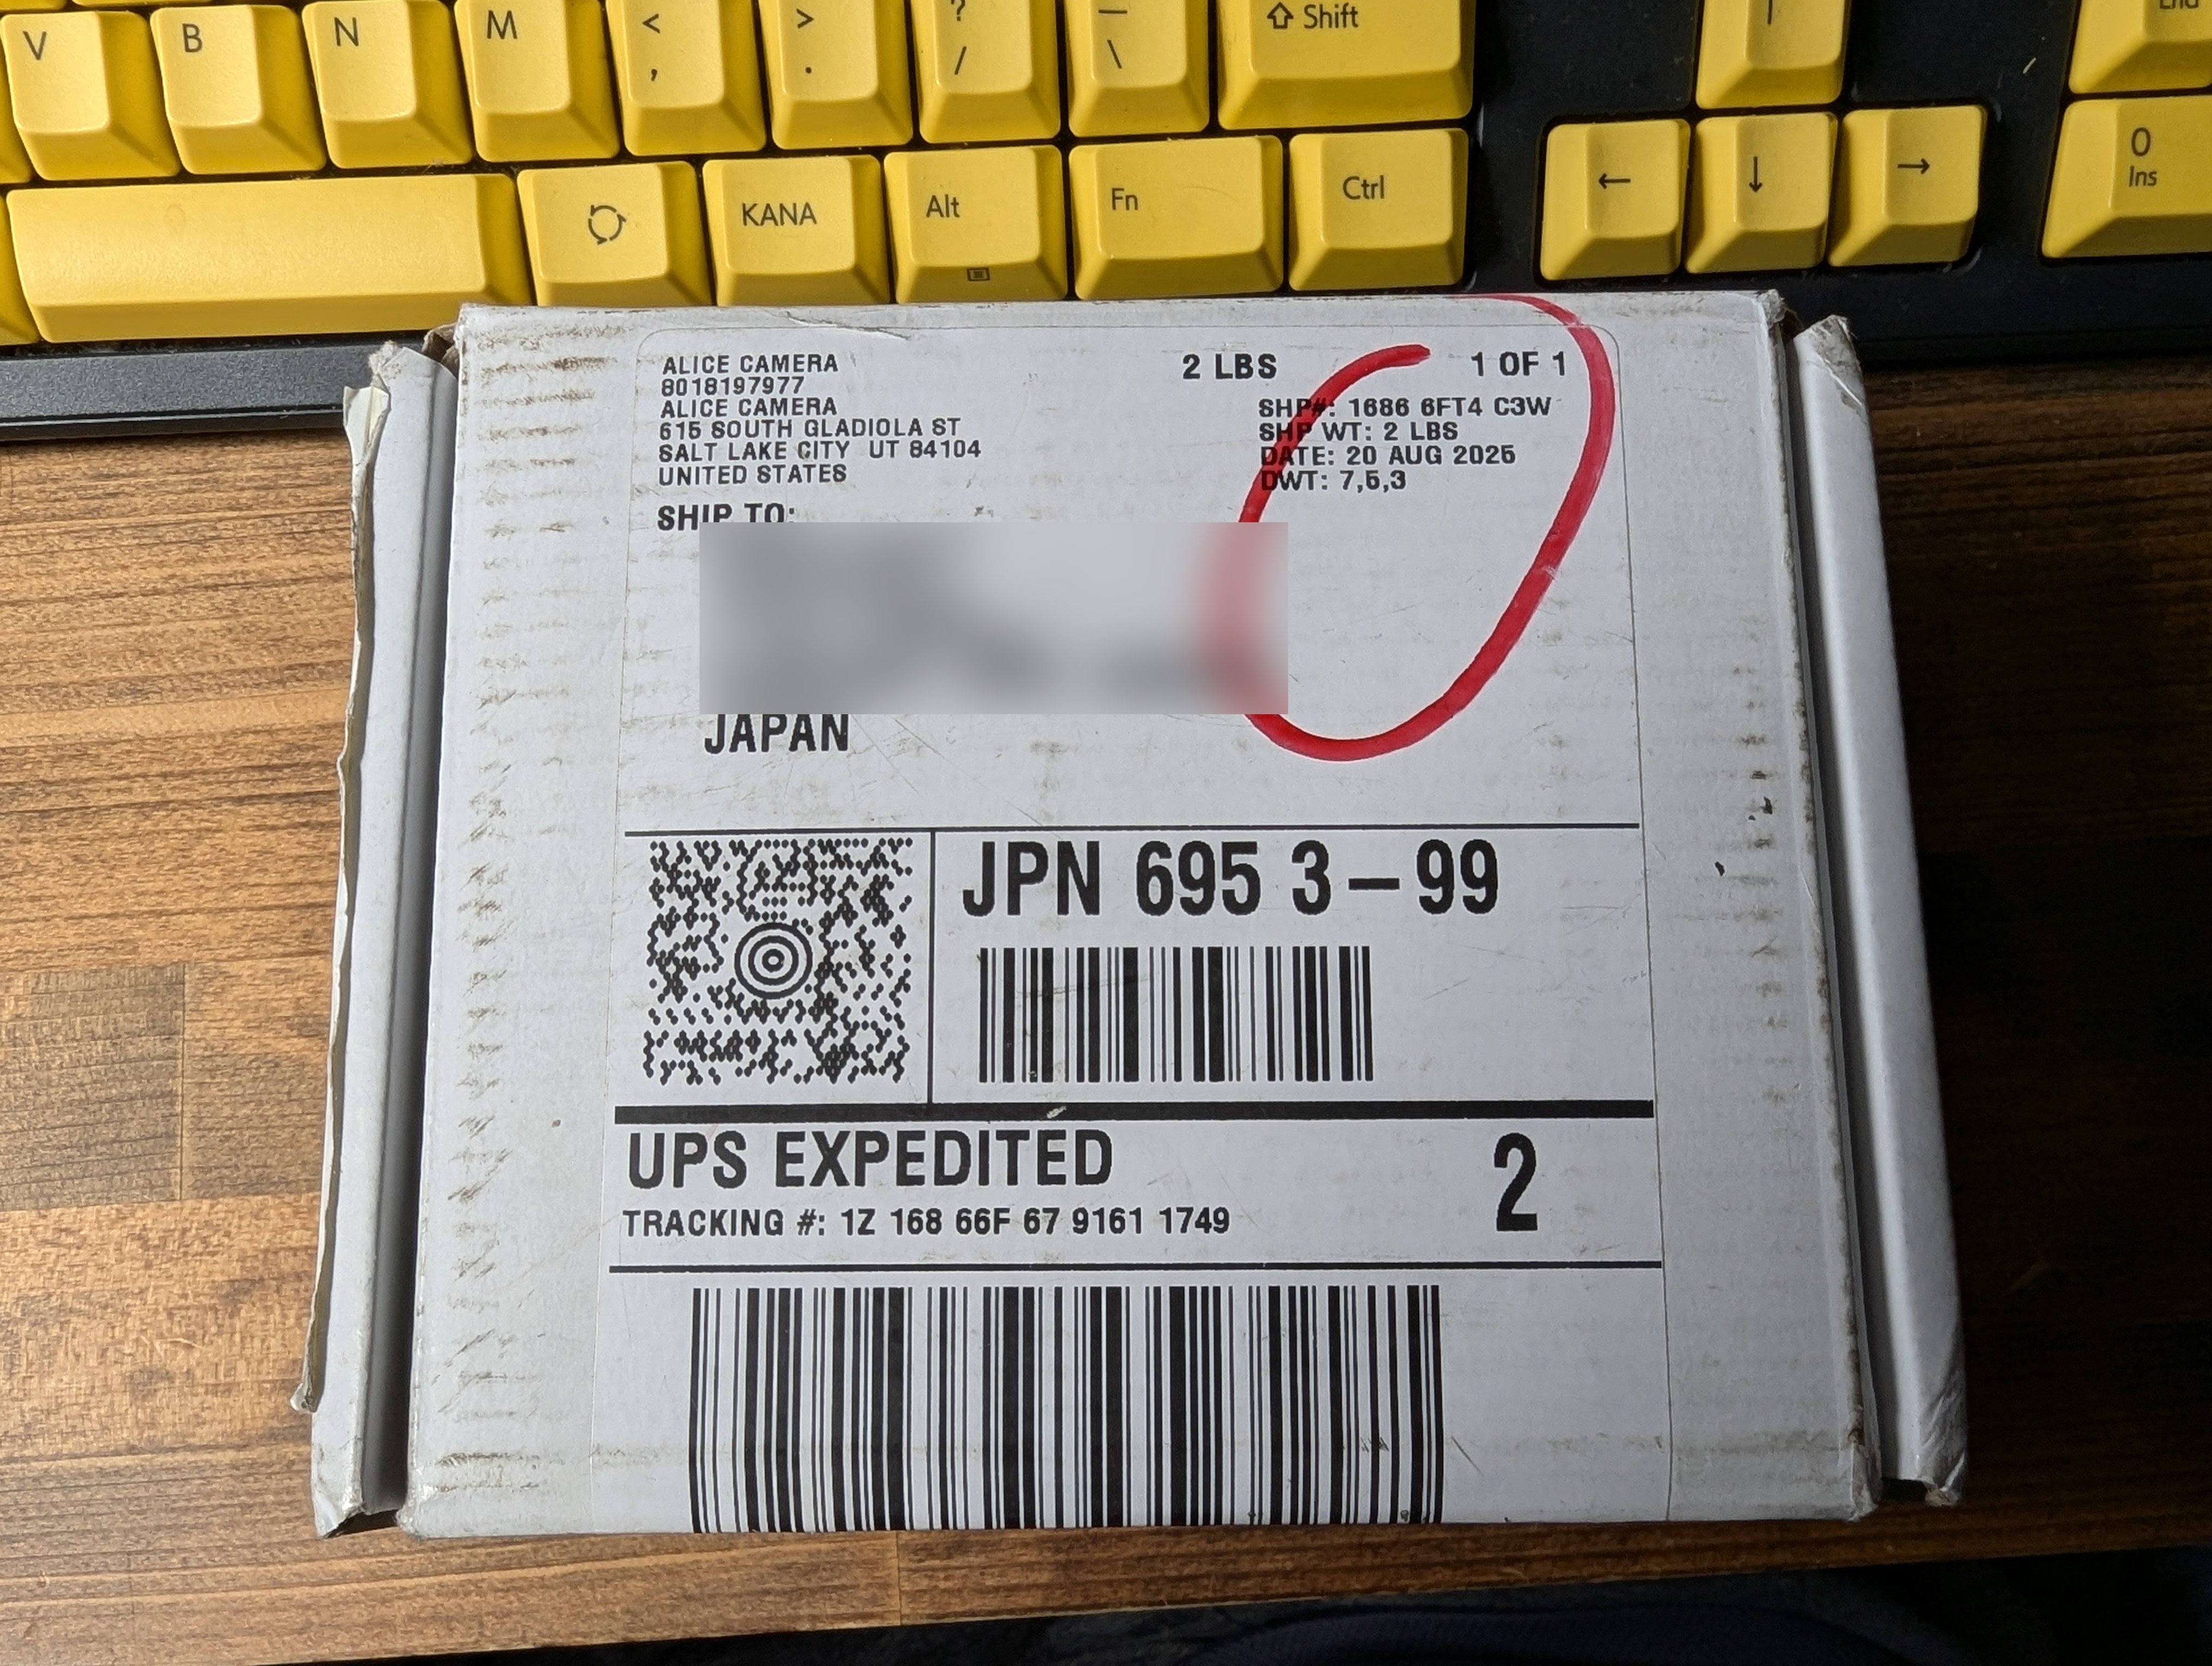 V B N M < , > . ? / _ \ ⇧ Shift
KANA Alt Fn Ctrl ← ↓ → 0 Ins
ALICE CAMERA
8018197977
ALICE CAMERA
615 SOUTH GLADIOLA ST
SALT LAKE CITY UT 84104
UNITED STATES
2 LBS 1 OF 1
SHP#: 1686 6FT4 C3W
SHP WT: 2 LBS
DATE: 20 AUG 2025
DWT: 7,5,3
SHIP TO:
JAPAN
JPN 695 3-99
UPS EXPEDITED 2
TRACKING #: 1Z 168 66F 67 9161 1749